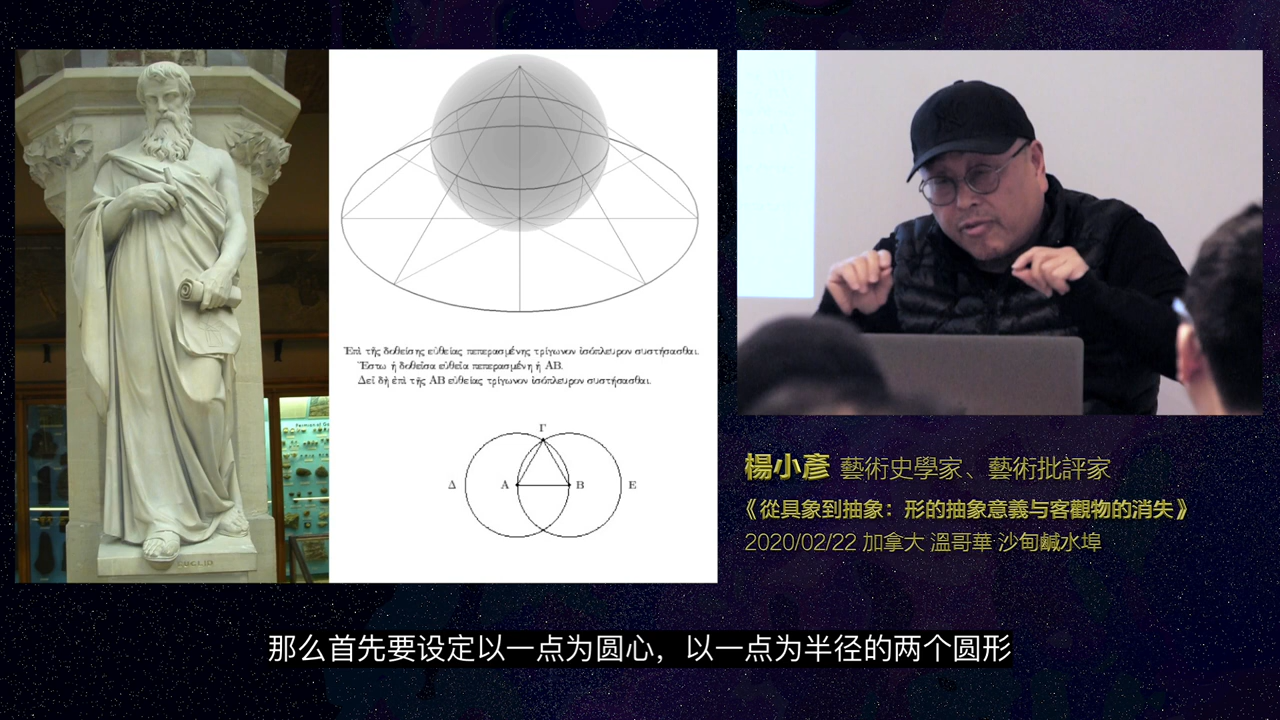 Ἐπὶ τῆς δοθείσης εὐθείας πεπερασμένης τρίγωνον ἰσόπλευρον συστήσασθαι.
Ἔστω ἡ δοθεῖσα εὐθεῖα πεπερασμένη ἡ ΑΒ.
Δεῖ δὴ ἐπὶ τῆς ΑΒ εὐθείας τρίγωνον ἰσόπλευρον συστήσασθαι.
Γ
Δ Α Β Ε
EUCLID
楊小彥 藝術史學家、藝術批評家
《從具象到抽象：形的抽象意義与客觀物的消失》
2020/02/22 加拿大 溫哥華 沙甸鹹水埠
那么首先要设定以一点为圆心，以一点为半径的两个圆形